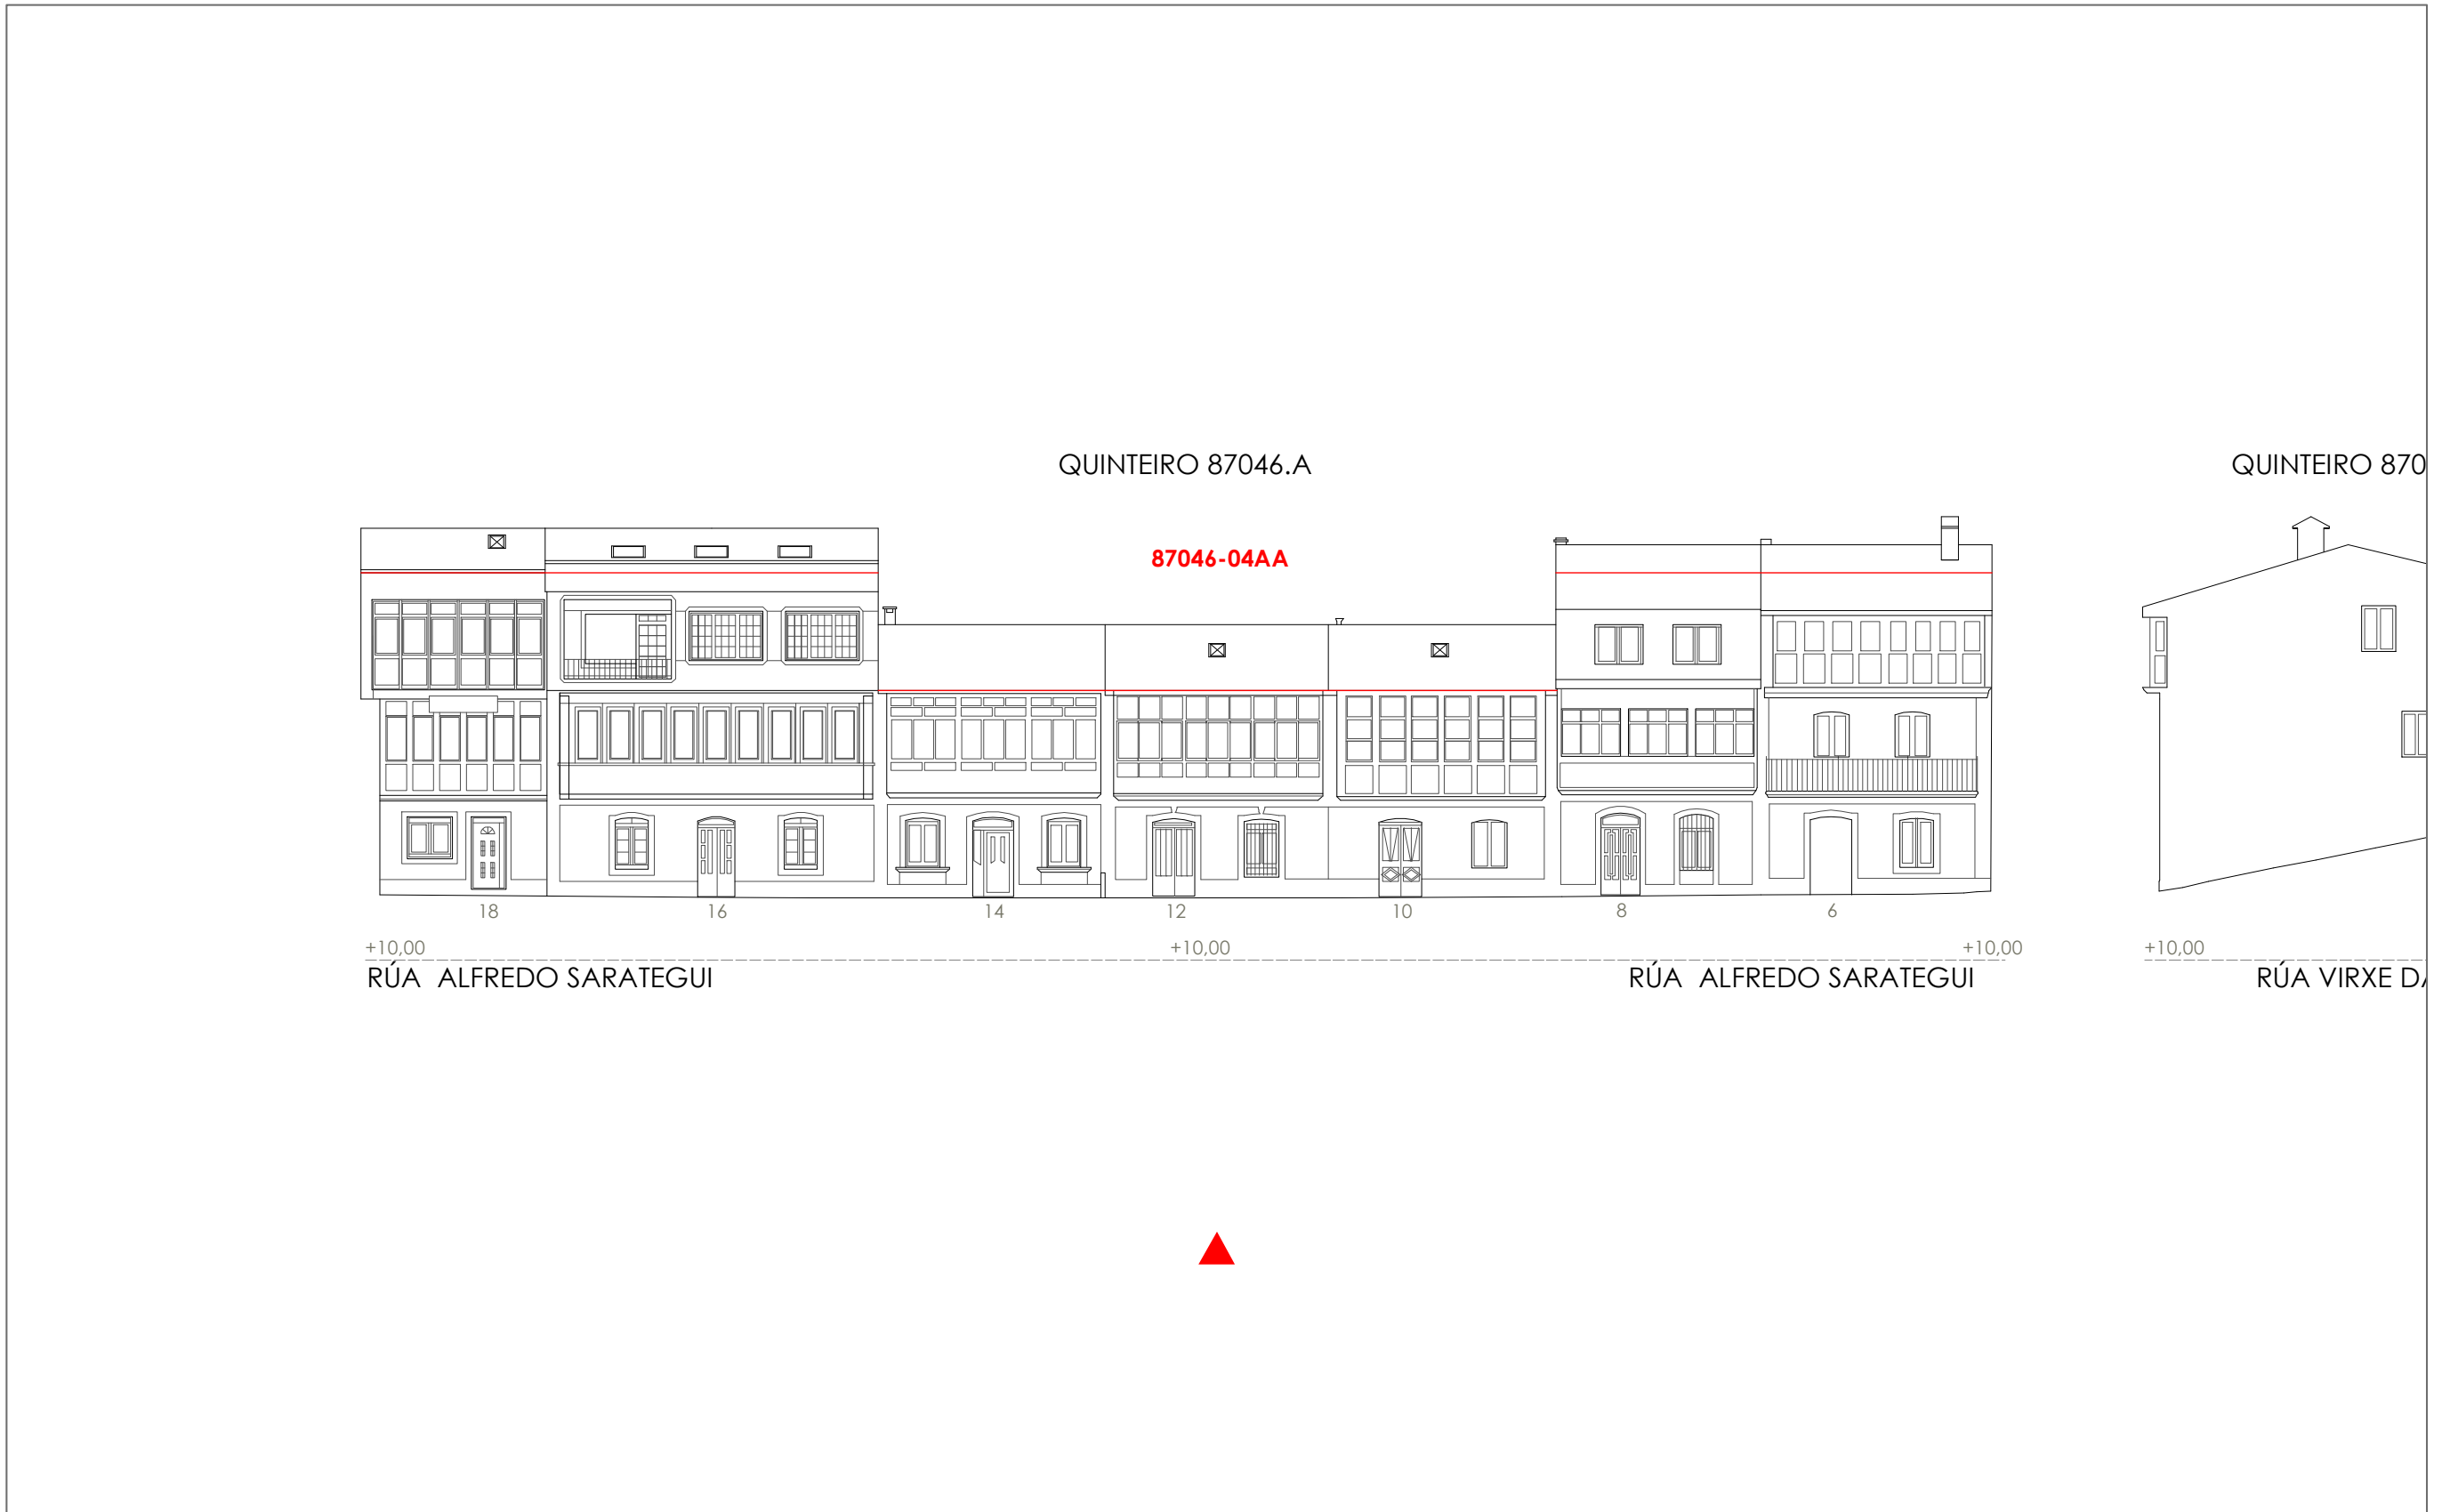 QUINTEIRO 87046.A
QUINTEIRO 870
87046-04AA
18 16 14 12 10 8 6
+10,00 +10,00 +10,00 +10,00
RÚA ALFREDO SARATEGUI RÚA ALFREDO SARATEGUI RÚA VIRXE